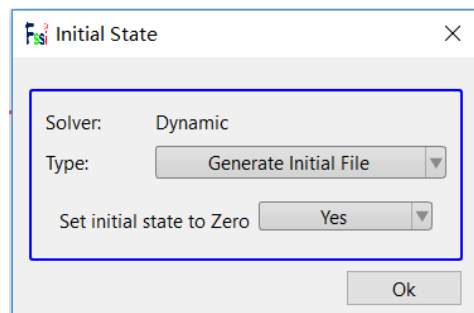 Fssi Initial State
Solver: Dynamic
Type: Generate Initial File
Set initial state to Zero Yes
Ok